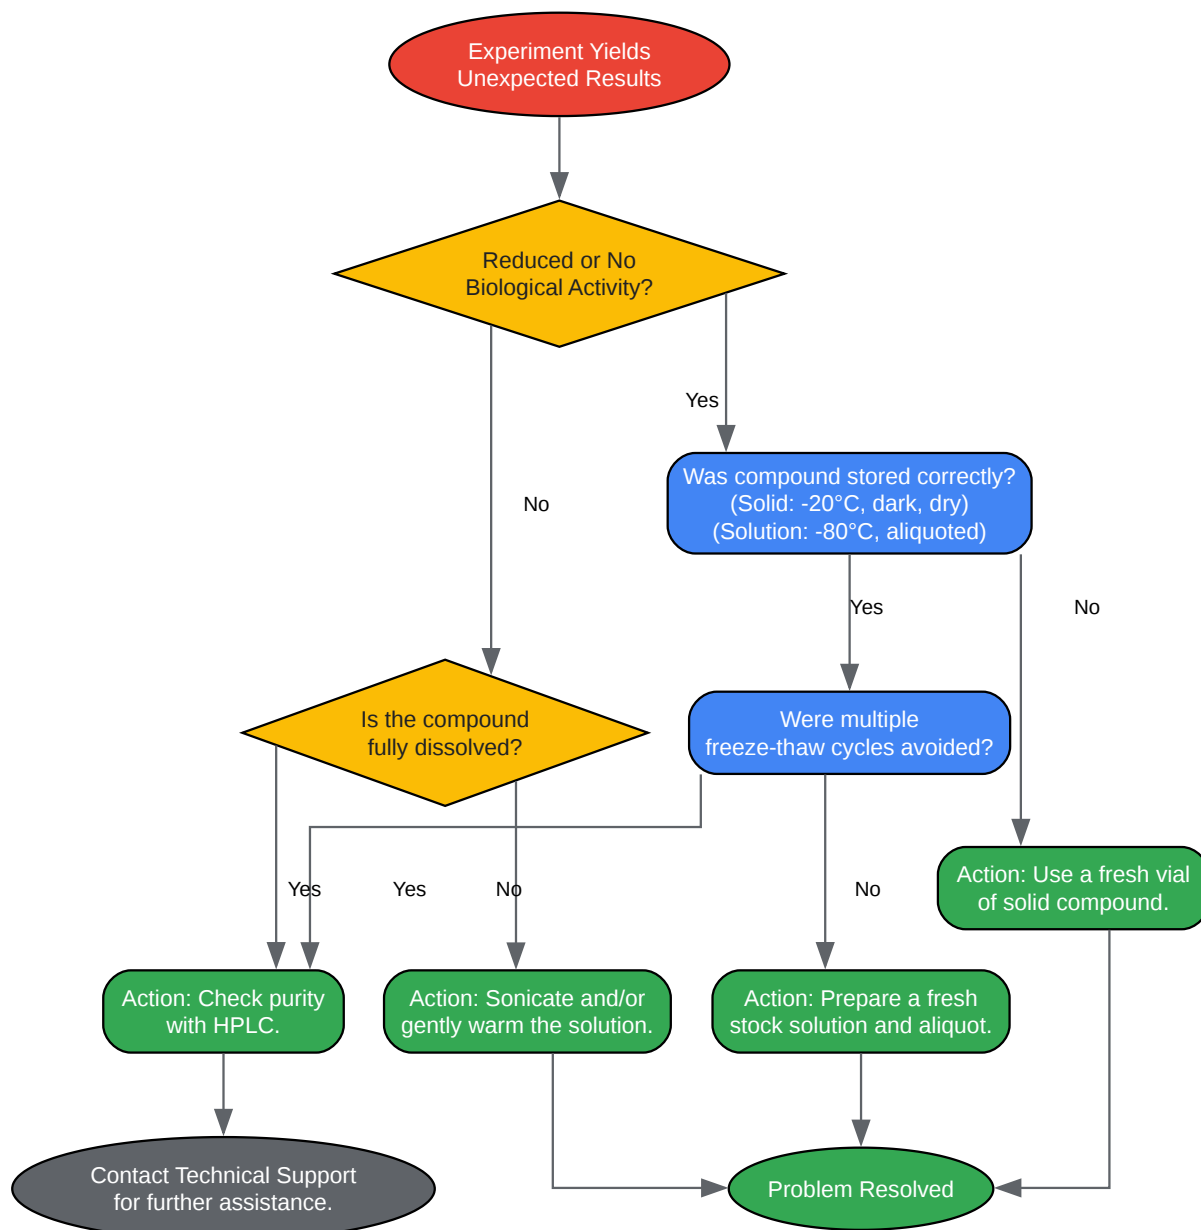 Experiment Yields
Unexpected Results
Reduced or No
Biological Activity?
Yes
Was compound stored correctly?
(Solid: -20°C, dark, dry)
(Solution: -80°C, aliquoted)
No
Yes
No
Is the compound
fully dissolved?
Were multiple
freeze-thaw cycles avoided?
Yes
Yes
No
No
Action: Use a fresh vial
of solid compound.
Action: Check purity
with HPLC.
Action: Sonicate and/or
gently warm the solution.
Action: Prepare a fresh
stock solution and aliquot.
Contact Technical Support
for further assistance.
Problem Resolved